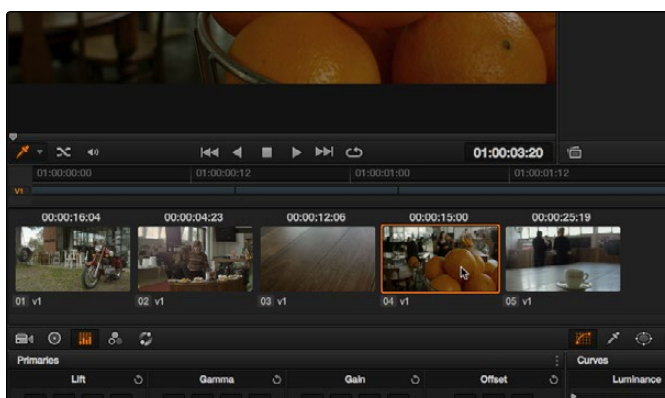 01:00:03:20
01:00:00:00 01:00:00:12 01:00:01:00 01:00:01:12
V1
00:00:16:04 00:00:04:23 00:00:12:06 00:00:15:00 00:00:25:19
01 v1 02 v1 03 v1 04 v1 05 v1
Primaries Curves
Lift Gamma Gain Offset Luminance